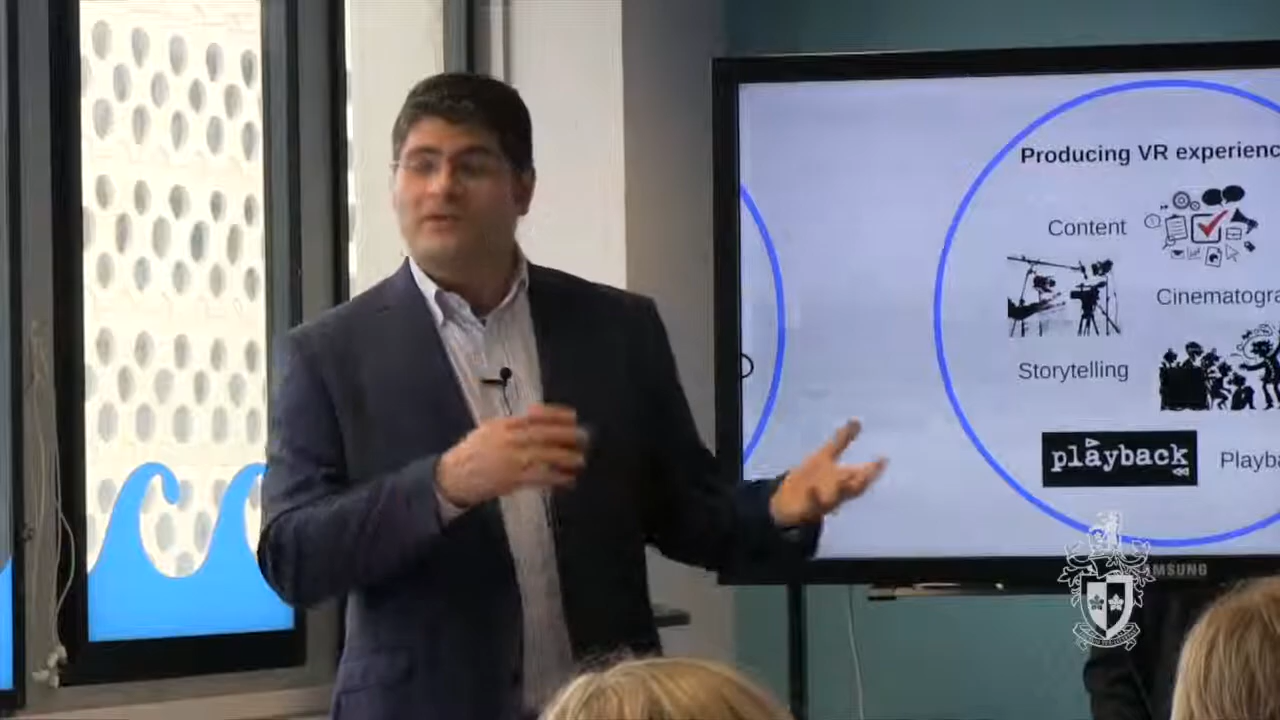 Producing VR experienc
Content
Cinematogra
Storytelling
playback
Playba
SAMSUNG